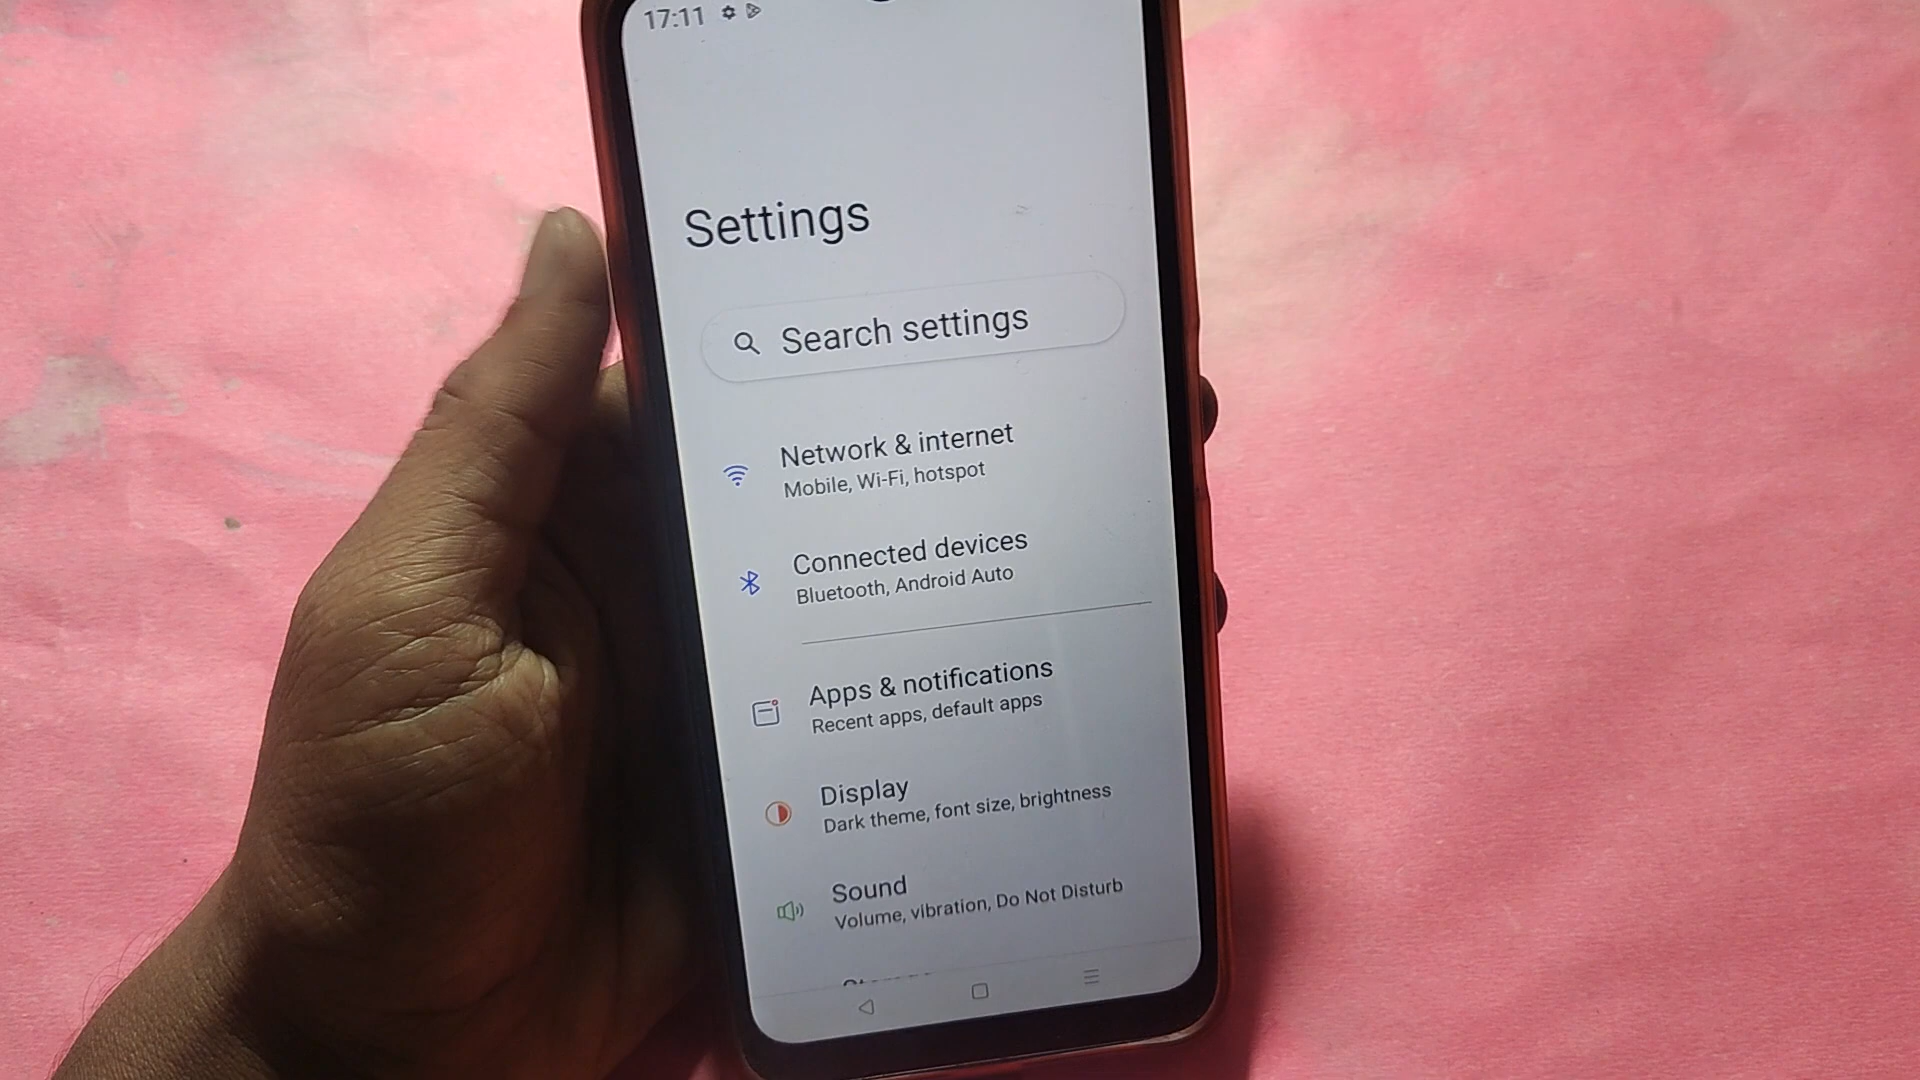 17:11
Settings
Search settings
Network & internet
Mobile, Wi-Fi, hotspot
Connected devices
Bluetooth, Android Auto
Apps & notifications
Recent apps, default apps
Display
Dark theme, font size, brightness
Sound
Volume, vibration, Do Not Disturb